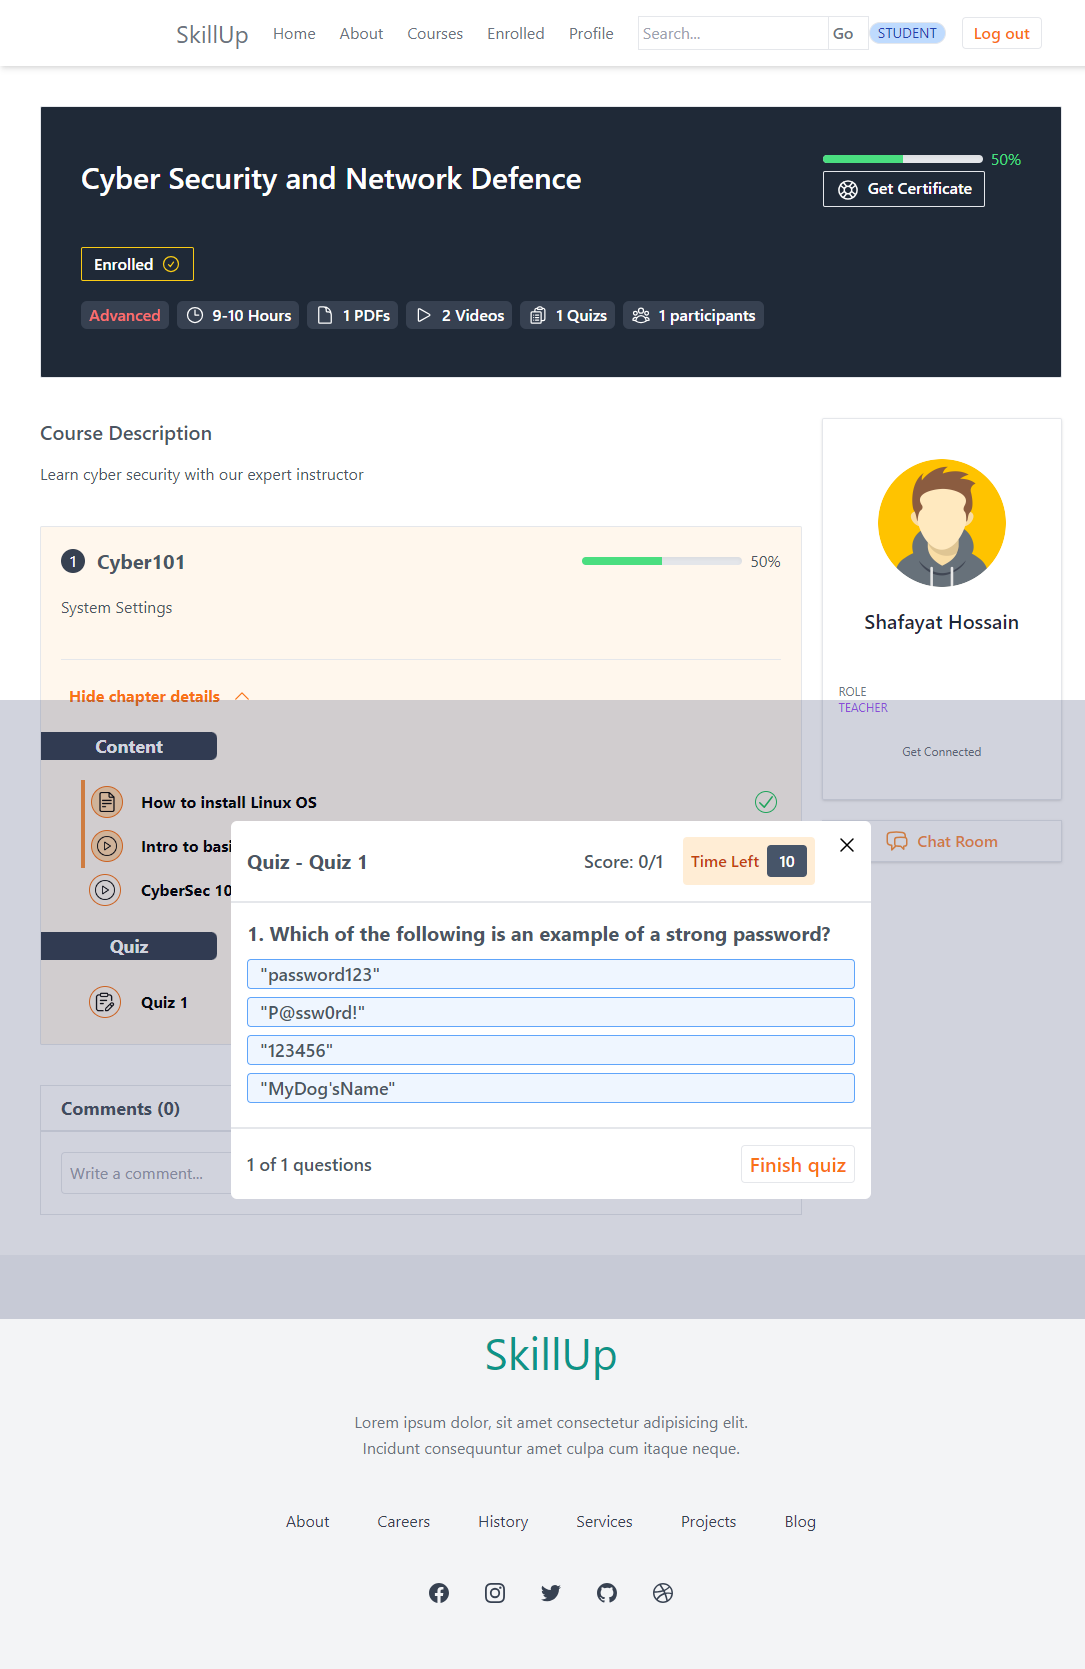 SkillUp Home About Courses Enrolled Profile Search... Go STUDENT Log out
50%
Cyber Security and Network Defence
Get Certificate
Enrolled
Advanced 9-10 Hours 1 PDFs 2 Videos 1 Quizs 1 participants
Course Description
Learn cyber security with our expert instructor
1 Cyber101 50%
System Settings
Hide chapter details
Content
How to install Linux OS
Intro to basi
CyberSec 10
Quiz
Quiz 1
Shafayat Hossain
ROLE
TEACHER
Get Connected
Chat Room
Quiz - Quiz 1 Score: 0/1 Time Left 10
1. Which of the following is an example of a strong password?
"password123"
"P@ssw0rd!"
"123456"
"MyDog'sName"
1 of 1 questions Finish quiz
Comments (0)
Write a comment...
SkillUp
Lorem ipsum dolor, sit amet consectetur adipisicing elit.
Incidunt consequuntur amet culpa cum itaque neque.
About Careers History Services Projects Blog